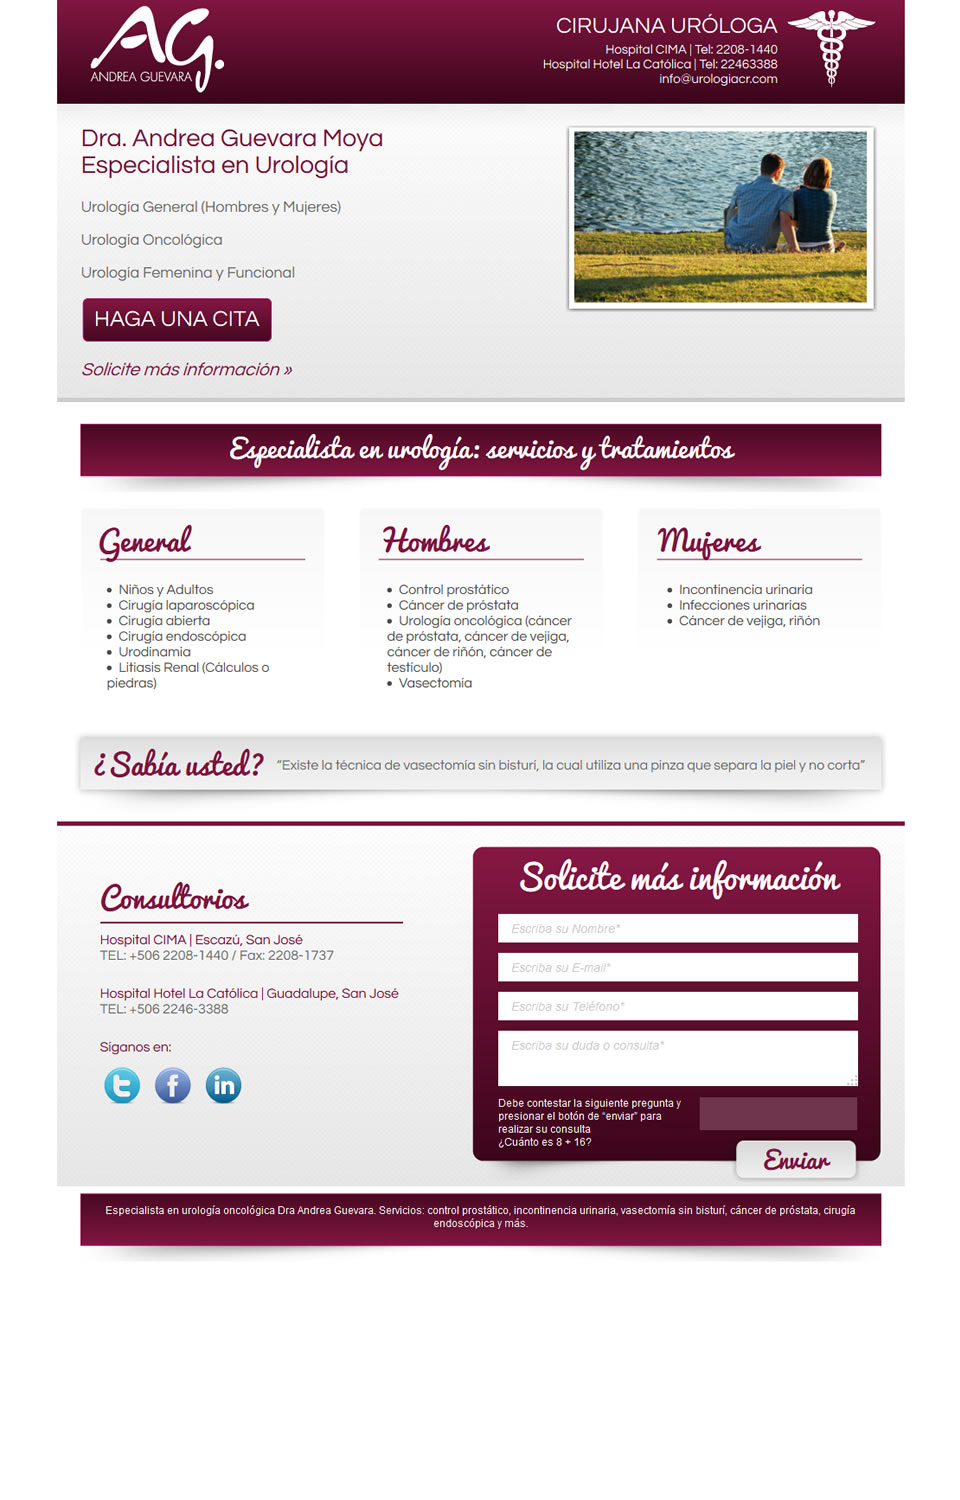 AG.
ANDREA GUEVARA
CIRUJANA URÓLOGA
Hospital CIMA | Tel: 2208-1440
Hospital Hotel La Católica | Tel: 22463388
info@urologiacr.com
Dra. Andrea Guevara Moya
Especialista en Urología
Urología General (Hombres y Mujeres)
Urología Oncológica
Urología Femenina y Funcional
HAGA UNA CITA
Solicite más información »
Especialista en urología: servicios y tratamientos
General
• Niños y Adultos
• Cirugía laparoscópica
• Cirugía abierta
• Cirugía endoscópica
• Urodinamia
• Litiasis Renal (Cálculos o
piedras)
Hombres
• Control prostático
• Cáncer de próstata
• Urología oncológica (cáncer
de próstata, cáncer de vejiga,
cáncer de riñón, cáncer de
testículo)
• Vasectomía
Mujeres
• Incontinencia urinaria
• Infecciones urinarias
• Cáncer de vejiga, riñón
¿Sabía usted? "Existe la técnica de vasectomía sin bisturí, la cual utiliza una pinza que separa la piel y no corta"
Consultorios
Hospital CIMA | Escazú, San José
TEL: +506 2208-1440 / Fax: 2208-1737
Hospital Hotel La Católica | Guadalupe, San José
TEL: +506 2246-3388
Síganos en:
t f in
Solicite más información
Escriba su Nombre*
Escriba su E-mail*
Escriba su Teléfono*
Escriba su duda o consulta*
Debe contestar la siguiente pregunta y
presionar el botón de "enviar" para
realizar su consulta
¿Cuánto es 8 + 16?
Enviar
Especialista en urología oncológica Dra Andrea Guevara. Servicios: control prostático, incontinencia urinaria, vasectomía sin bisturí, cáncer de próstata, cirugía
endoscópica y más.